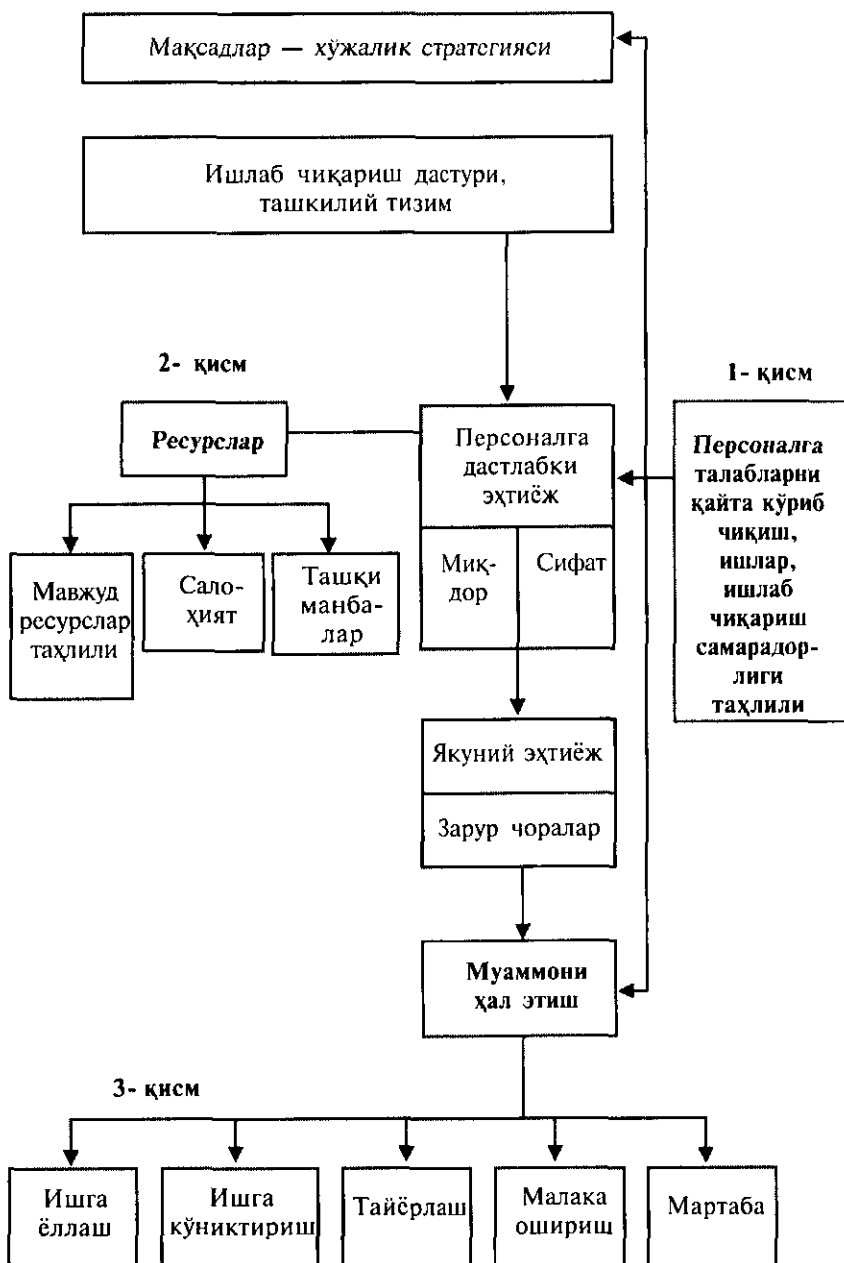 Мақсадлар — хўжалик стратегияси
Ишлаб чиқариш дастури,
ташкилий тизим
2- қисм
1- қисм
Ресурслар
Персоналга
дастлабки
эҳтиёж
Миқ-
дор
Сифат
Персоналга
талабларни
қайта кўриб
чиқиш,
ишлар,
ишлаб
чиқариш
самарадор-
лиги
таҳлили
Мавжуд
ресурслар
таҳлили
Сало-
ҳият
Ташқи
манба-
лар
Якуний эҳтиёж
Зарур чоралар
Муаммони
ҳал этиш
3- қисм
Ишга
ёллаш
Ишга
кўниктириш
Тайёрлаш
Малака
ошириш
Мартаба